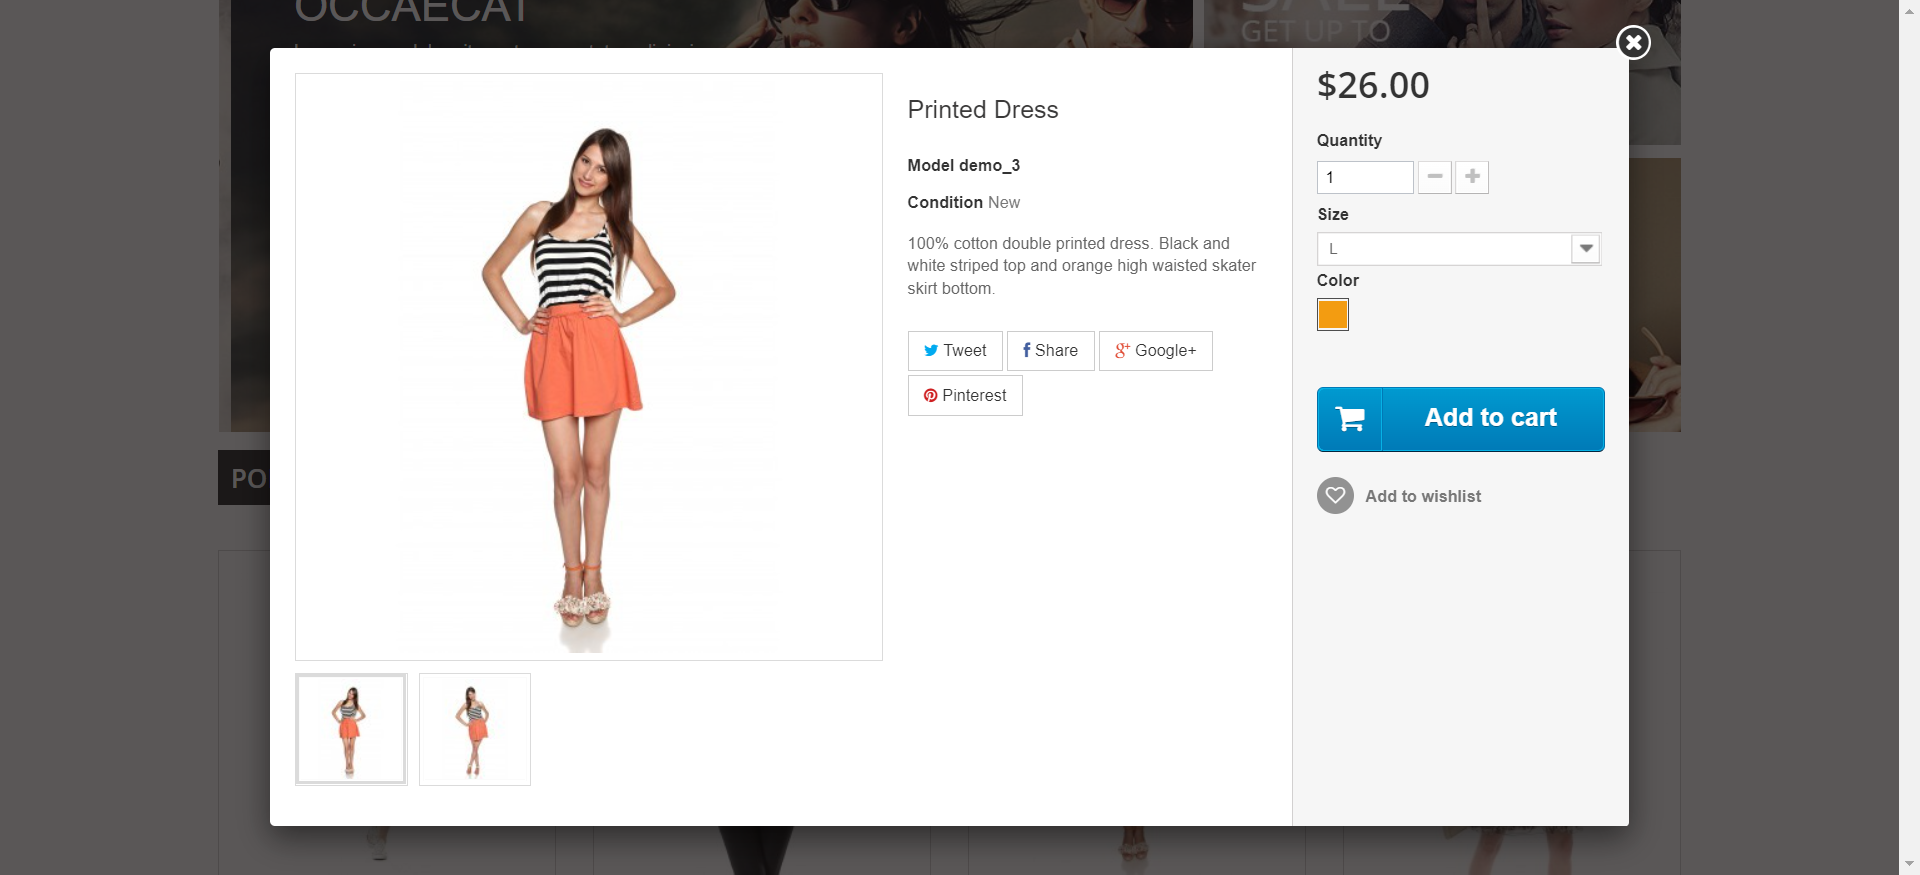 OCCAECAT
GET UP TO
$26.00
Printed Dress
Quantity
Model demo_3
1
Condition New
Size
100% cotton double printed dress. Black and
white striped top and orange high waisted skater
skirt bottom.
L
Color
Tweet
Share
Google+
Pinterest
Add to cart
PO
Add to wishlist